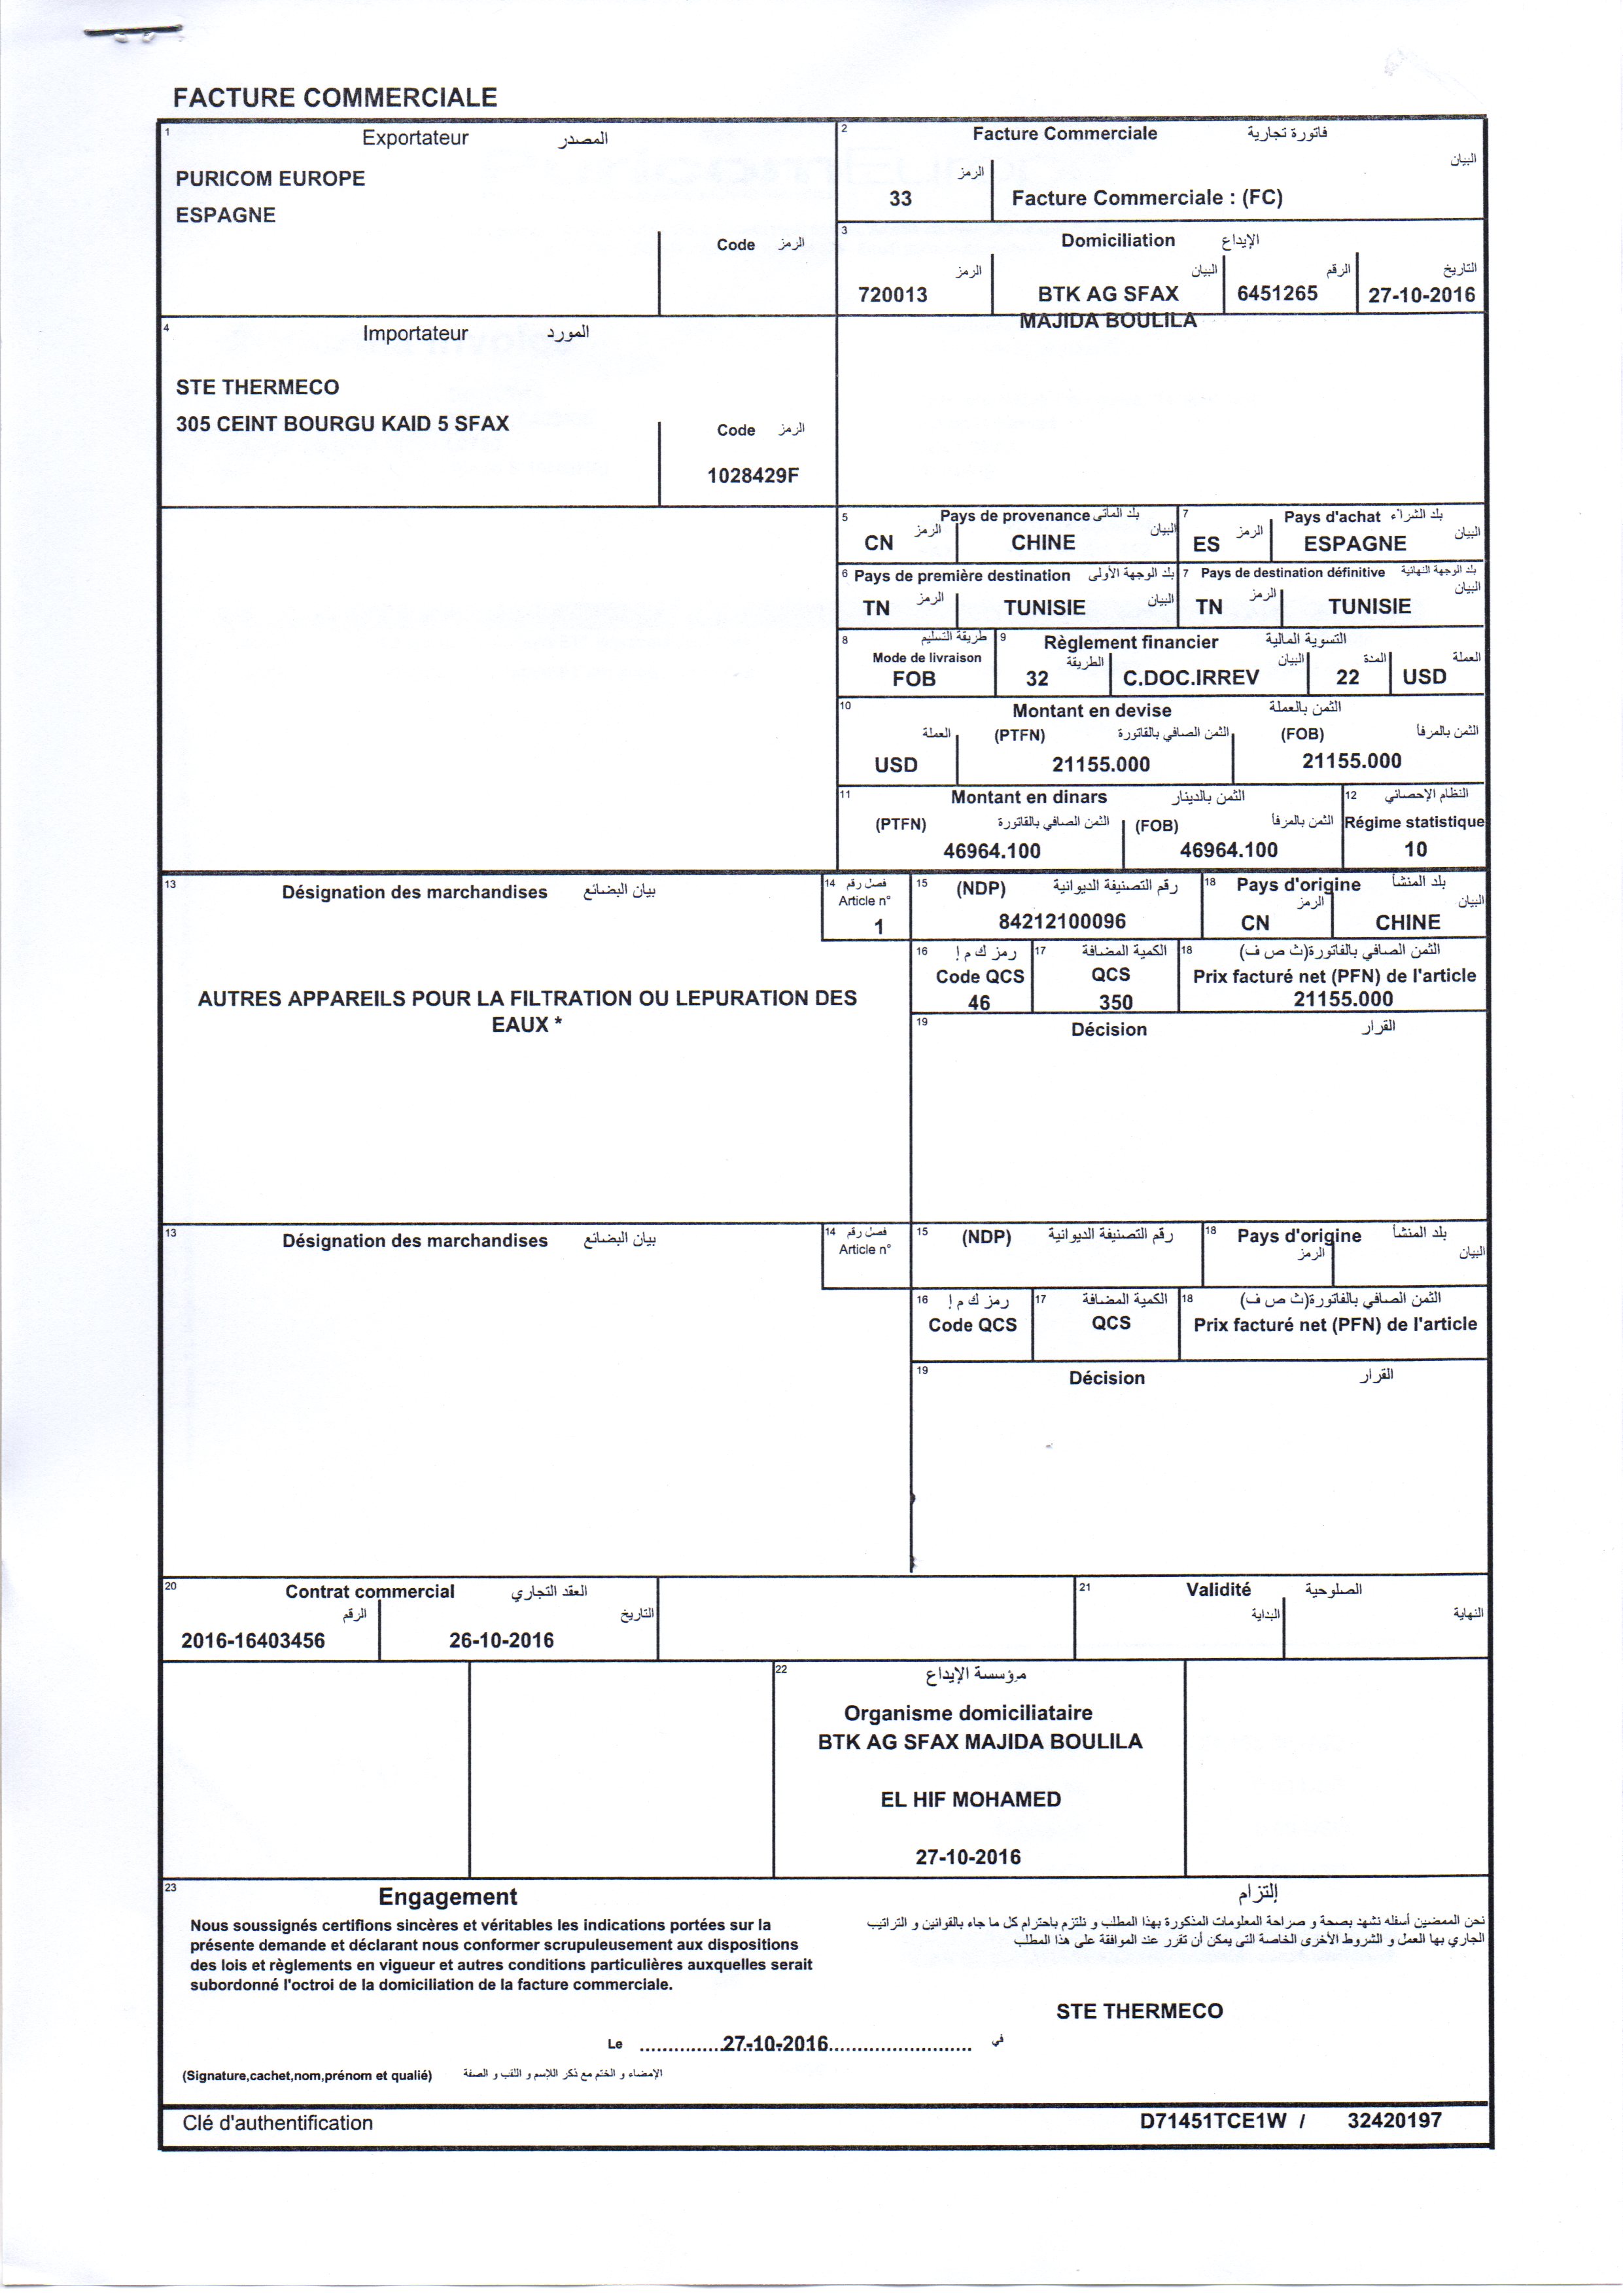 FACTURE COMMERCIALE
1 Exportateur المصدر
PURICOM EUROPE
ESPAGNE
Code الرمز
2 Facture Commerciale فاتورة تجارية
الرمز البيان
33 Facture Commerciale : (FC)
3 Domiciliation الإيداع
الرمز البيان الرقم التاريخ
720013 BTK AG SFAX 6451265 27-10-2016
MAJIDA BOULILA
4 Importateur المورد
STE THERMECO
305 CEINT BOURGU KAID 5 SFAX
Code الرمز
1028429F
5 Pays de provenance بلد المأتى
الرمز البيان
CN CHINE
7 Pays d'achat بلد الشراء
الرمز البيان
ES ESPAGNE
6 Pays de première destination بلد الوجهة الأولى
الرمز البيان
TN TUNISIE
7 Pays de destination définitive بلد الوجهة النهائية
الرمز البيان
TN TUNISIE
8 طريقة التسليم
Mode de livraison
FOB
9 Règlement financier التسوية المالية
الطريقة البيان المدة العملة
32 C.DOC.IRREV 22 USD
10 Montant en devise الثمن بالعملة
العملة (PTFN) الثمن الصافي بالفاتورة (FOB) الثمن بالمرفأ
USD 21155.000 21155.000
11 Montant en dinars الثمن بالدينار
(PTFN) الثمن الصافي بالفاتورة (FOB) الثمن بالمرفأ
46964.100 46964.100
12 النظام الإحصائي
Régime statistique
10
13 Désignation des marchandises بيان البضائع
14 فصل رقم
Article n°
1
15 (NDP) رقم التصنيفة الديوانية
84212100096
18 Pays d'origine بلد المنشأ
الرمز البيان
CN CHINE
16 رمز ك م إ
Code QCS
46
17 الكمية المضافة
QCS
350
18 الثمن الصافي بالفاتورة(ث ص ف)
Prix facturé net (PFN) de l'article
21155.000
AUTRES APPAREILS POUR LA FILTRATION OU LEPURATION DES
EAUX *
19 Décision القرار
13 Désignation des marchandises بيان البضائع
14 فصل رقم
Article n°
15 (NDP) رقم التصنيفة الديوانية
18 Pays d'origine بلد المنشأ
الرمز البيان
16 رمز ك م إ
Code QCS
17 الكمية المضافة
QCS
18 الثمن الصافي بالفاتورة(ث ص ف)
Prix facturé net (PFN) de l'article
19 Décision القرار
20 Contrat commercial العقد التجاري
الرقم التاريخ
2016-16403456 26-10-2016
21 Validité الصلوحية
البداية النهاية
22 مؤسسة الإيداع
Organisme domiciliataire
BTK AG SFAX MAJIDA BOULILA
EL HIF MOHAMED
27-10-2016
23 Engagement إلتزام
Nous soussignés certifions sincères et véritables les indications portées sur la
présente demande et déclarant nous conformer scrupuleusement aux dispositions
des lois et règlements en vigueur et autres conditions particulières auxquelles serait
subordonné l'octroi de la domiciliation de la facture commerciale.
نحن الممضين أسفله نشهد بصحة و صراحة المعلومات المذكورة بهذا المطلب و نلتزم باحترام كل ما جاء بالقوانين و التراتيب
الجاري بها العمل و الشروط الأخرى الخاصة التي يمكن أن تقرر عند الموافقة على هذا المطلب
STE THERMECO
Le ..............27-10-2016......................... في
(Signature,cachet,nom,prénom et qualié) الإمضاء و الختم مع ذكر اللإسم و اللقب و الصفة
Clé d'authentification D71451TCE1W / 32420197